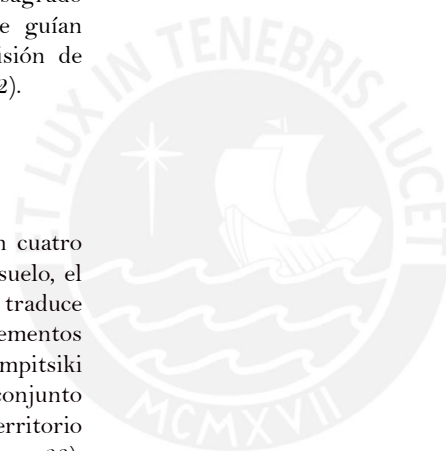 sagrado
e guían
isión de
2).
n cuatro
suelo, el
traduce
ementos
mpitsiki
conjunto
erritorio
ET LUX IN TENEBRIS LUCET
MCMXVII